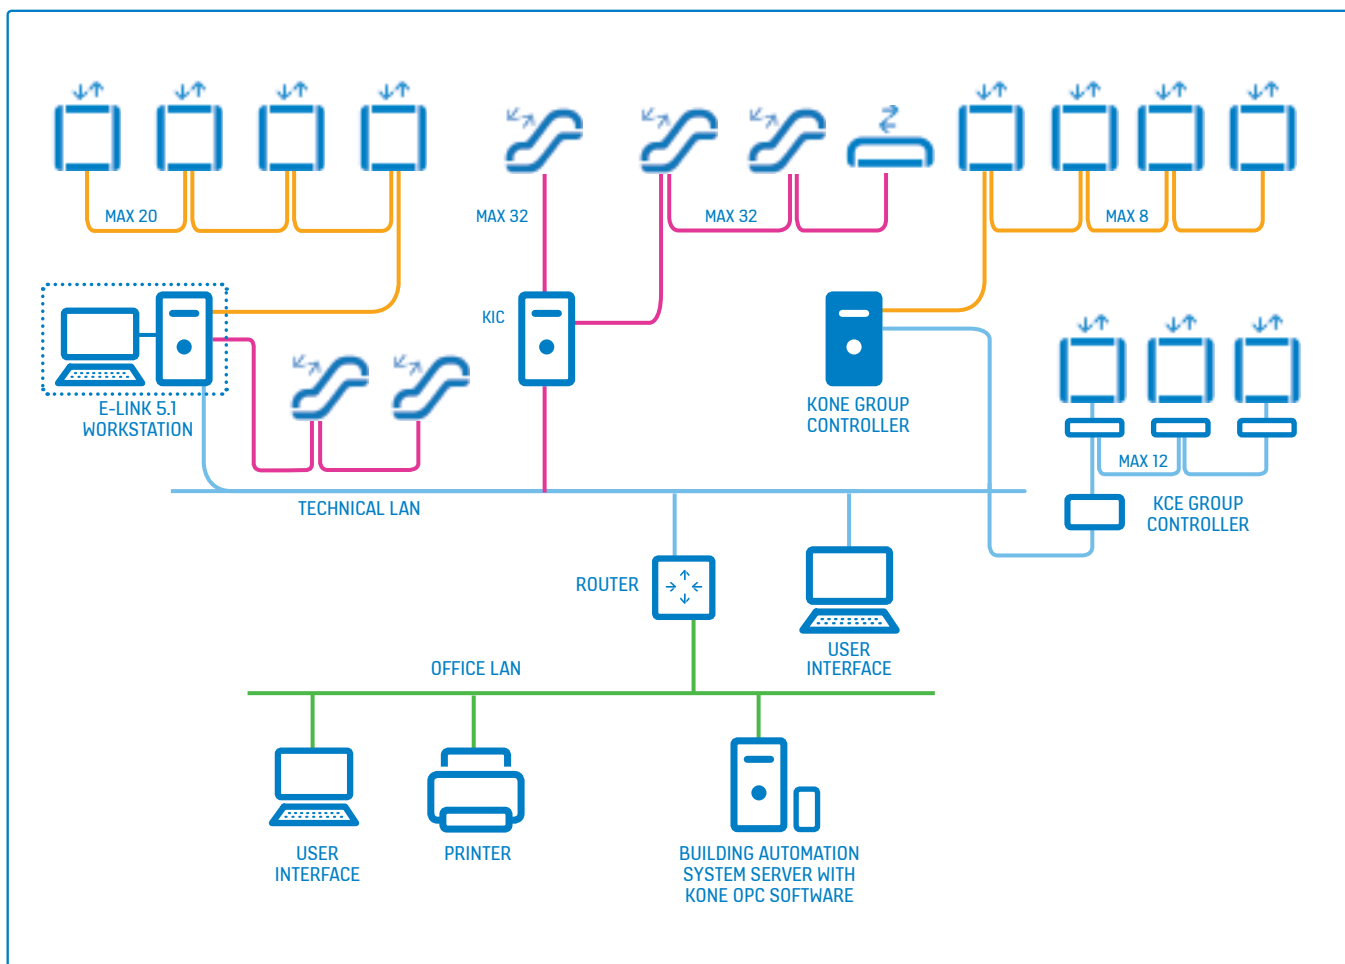 MAX 20
MAX 32
MAX 32
MAX 8
KIC
E-LINK 5.1
WORKSTATION
KONE GROUP
CONTROLLER
MAX 12
KCE GROUP
CONTROLLER
TECHNICAL LAN
ROUTER
USER
INTERFACE
OFFICE LAN
USER
INTERFACE
PRINTER
BUILDING AUTOMATION
SYSTEM SERVER WITH
KONE OPC SOFTWARE